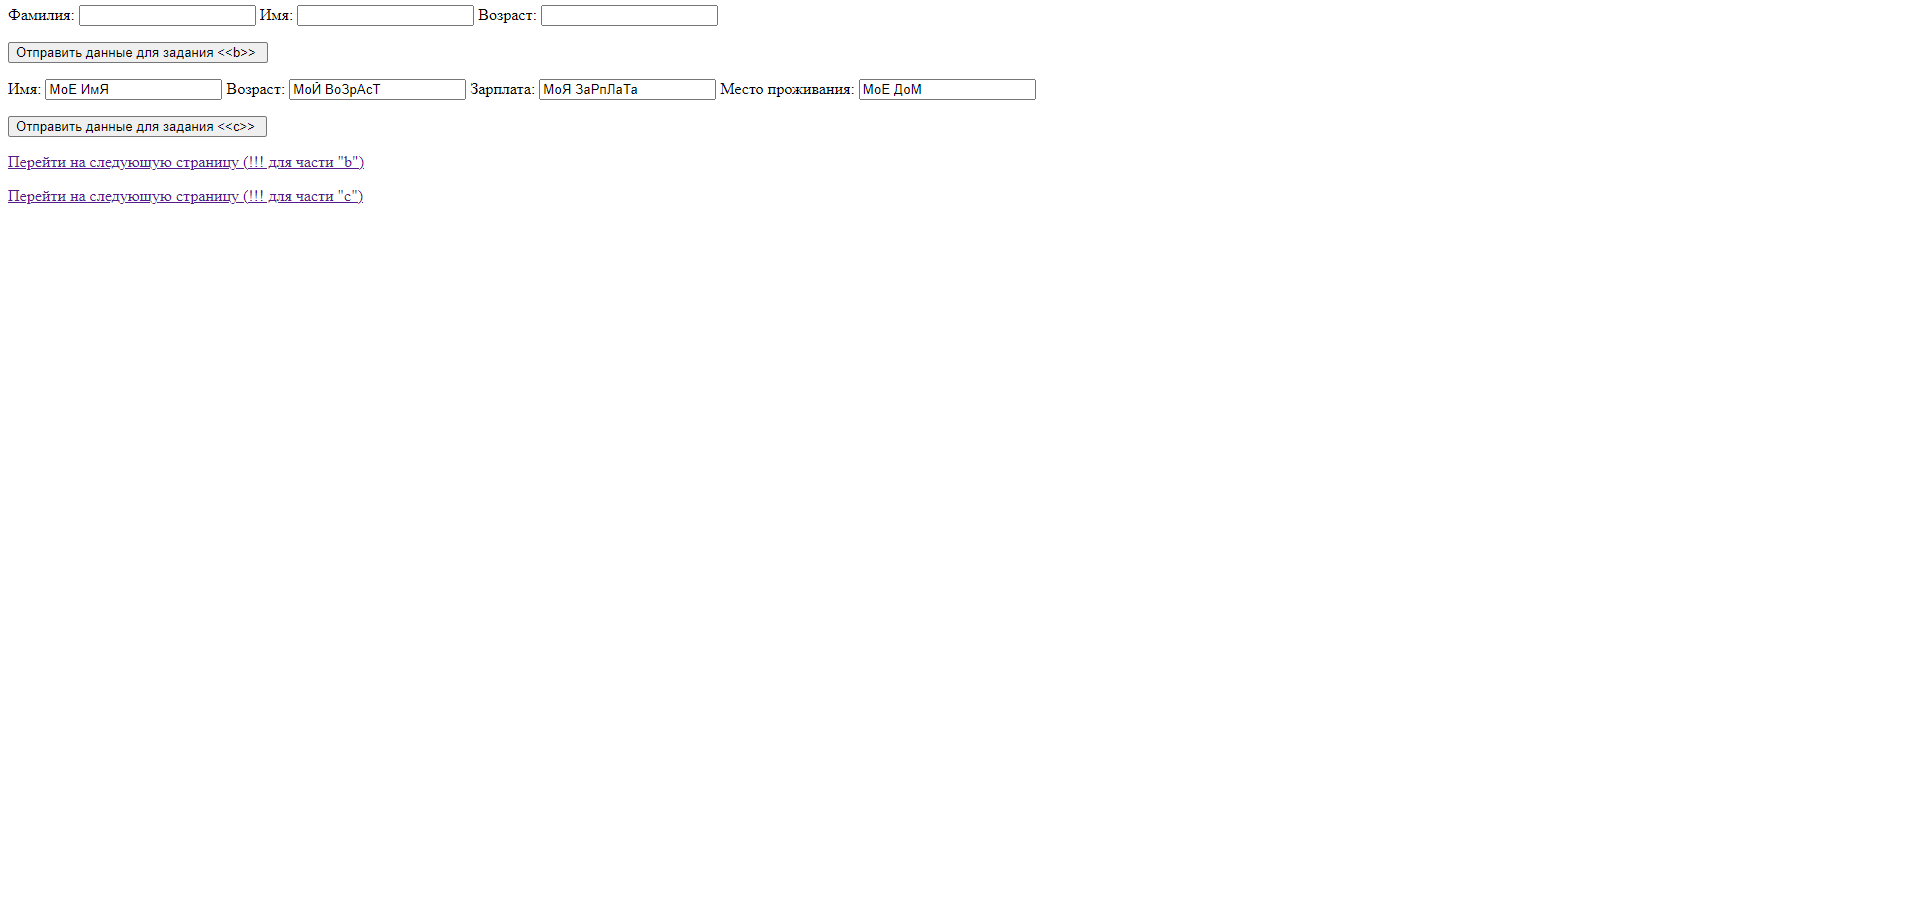 Фамилия: Имя: Возраст:
Отправить данные для задания <<b>>
Имя: МоЕ ИмЯ Возраст: МоЙ ВоЗрАсТ Зарплата: МоЯ ЗаРпЛаТа Место проживания: МоЕ ДоМ
Отправить данные для задания <<c>>
Перейти на следующую страницу (!!! для части "b")
Перейти на следующую страницу (!!! для части "c")